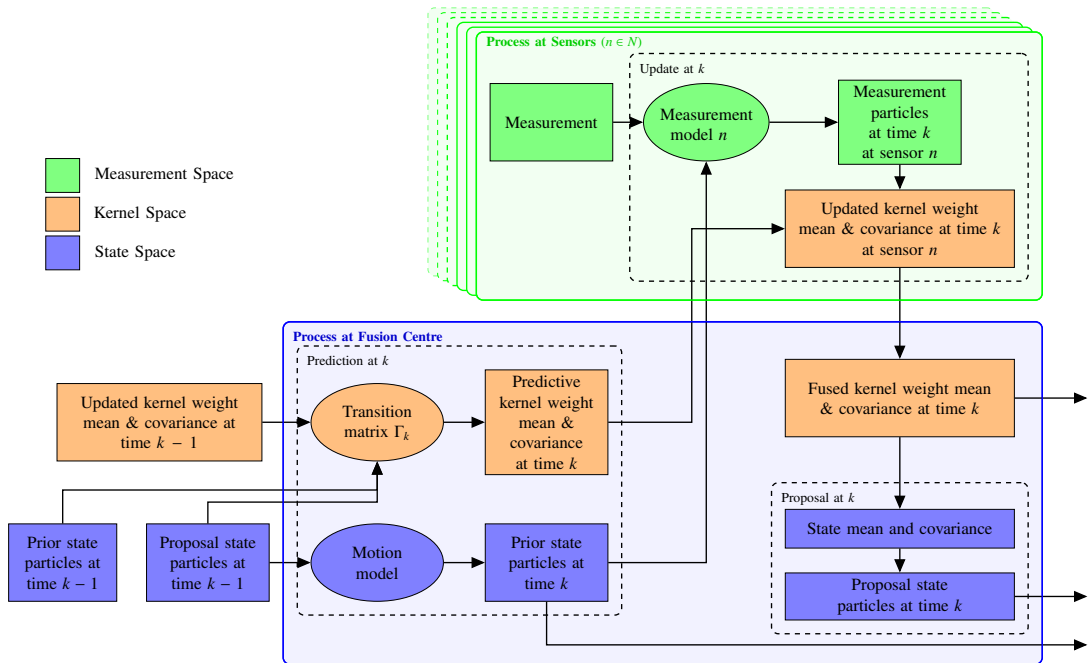 Process at Sensors (n ∈ N)
Update at k
Measurement
Measurement
model n
Measurement
particles
at time k
at sensor n
Updated kernel weight
mean & covariance at time k
at sensor n
Measurement Space
Kernel Space
State Space
Process at Fusion Centre
Prediction at k
Updated kernel weight
mean & covariance at
time k − 1
Transition
matrix Γk
Predictive
kernel weight
mean &
covariance
at time k
Fused kernel weight mean
& covariance at time k
Prior state
particles at
time k−1
Proposal state
particles at
time k−1
Motion
model
Prior state
particles at
time k
Proposal at k
State mean and covariance
Proposal state
particles at time k